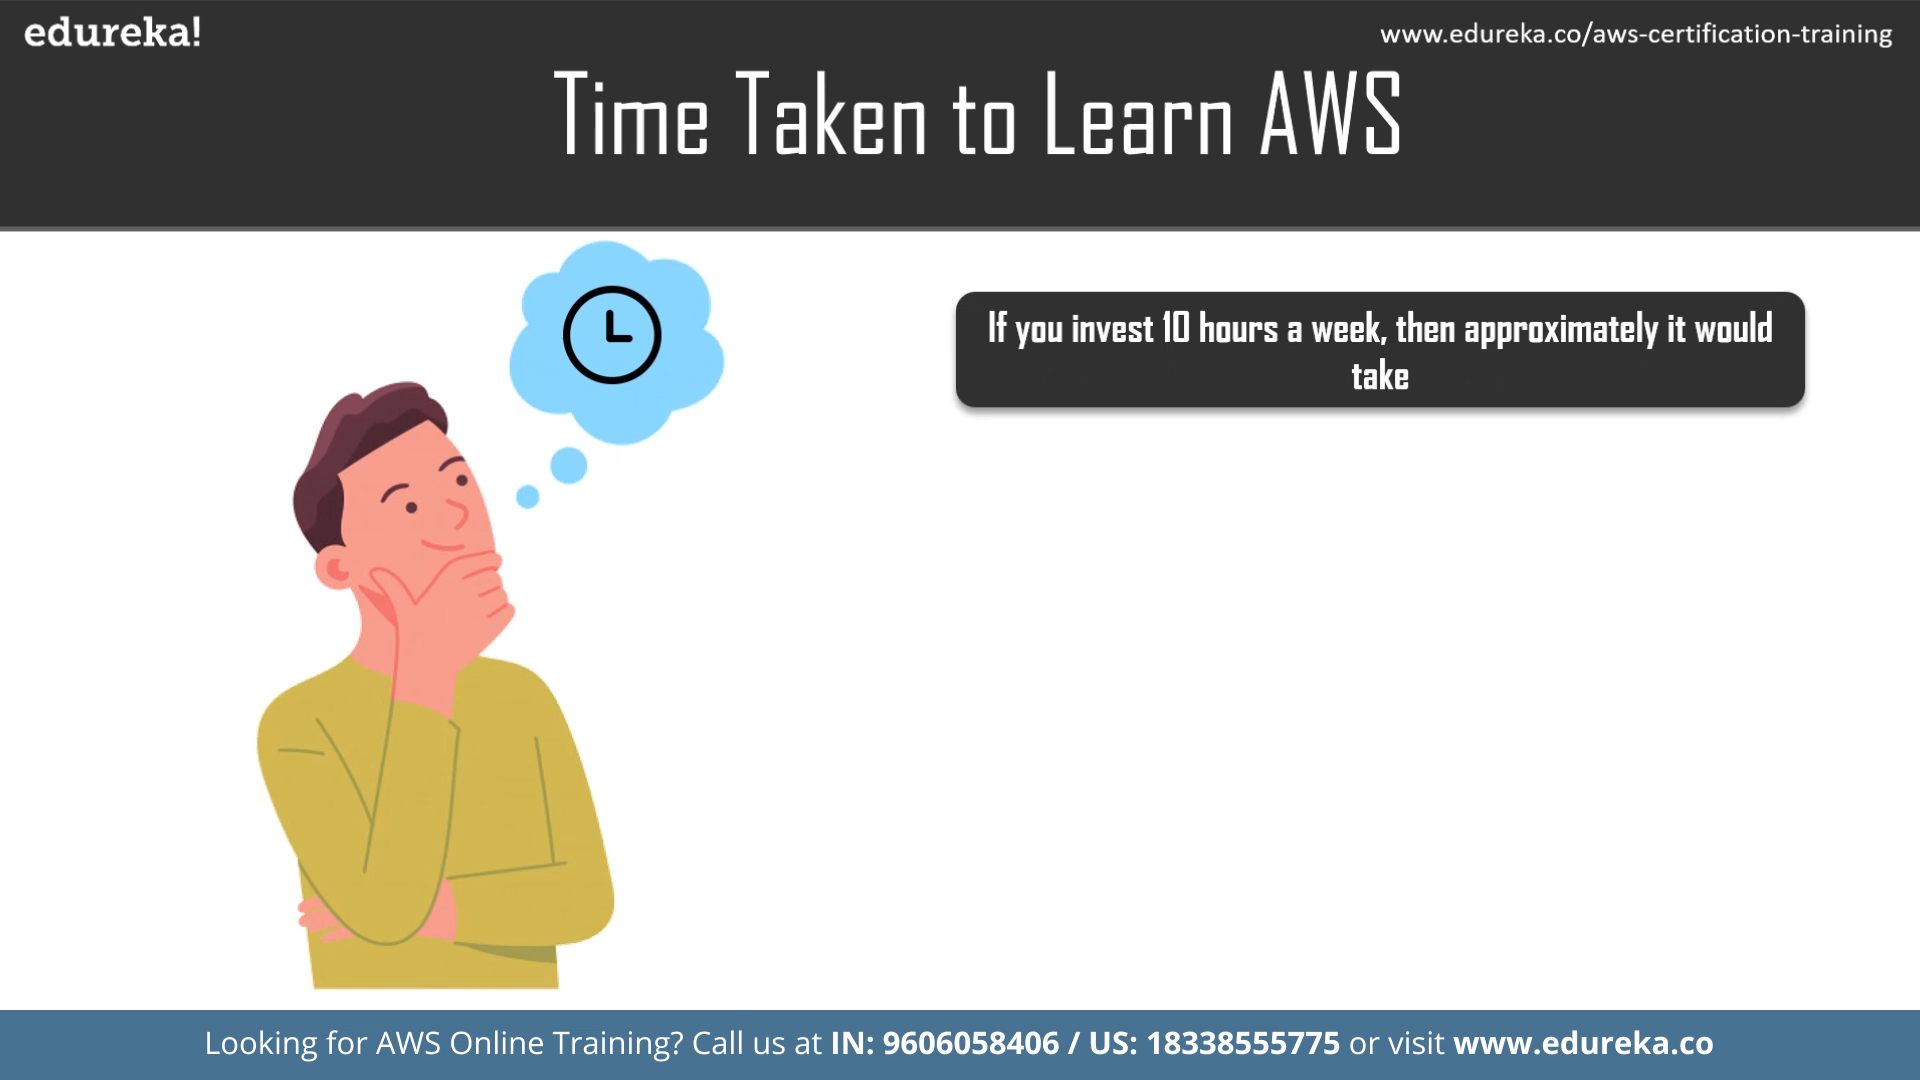 edureka!
www.edureka.co/aws-certification-training
Time Taken to Learn AWS
If you invest 10 hours a week, then approximately it would
take
Looking for AWS Online Training? Call us at IN: 9606058406 / US: 18338555775 or visit www.edureka.co